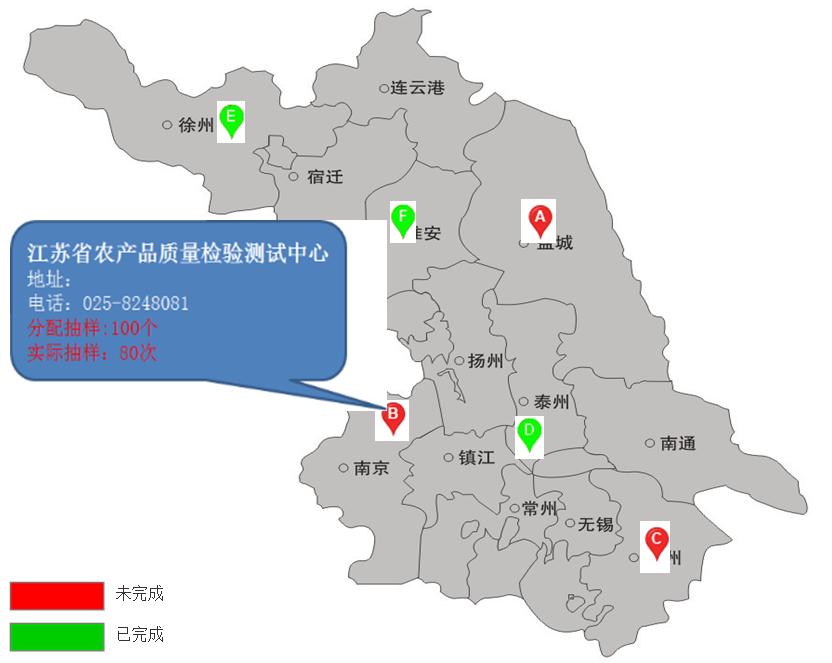 连云港
徐州
E
宿迁
F
淮安
A
盐城
江苏省农产品质量检验测试中心
地址：
电话：025-8248081
分配抽样:100个
实际抽样：80次
扬州
泰州
B
D
南通
南京
镇江
常州
无锡
C
州
未完成
已完成